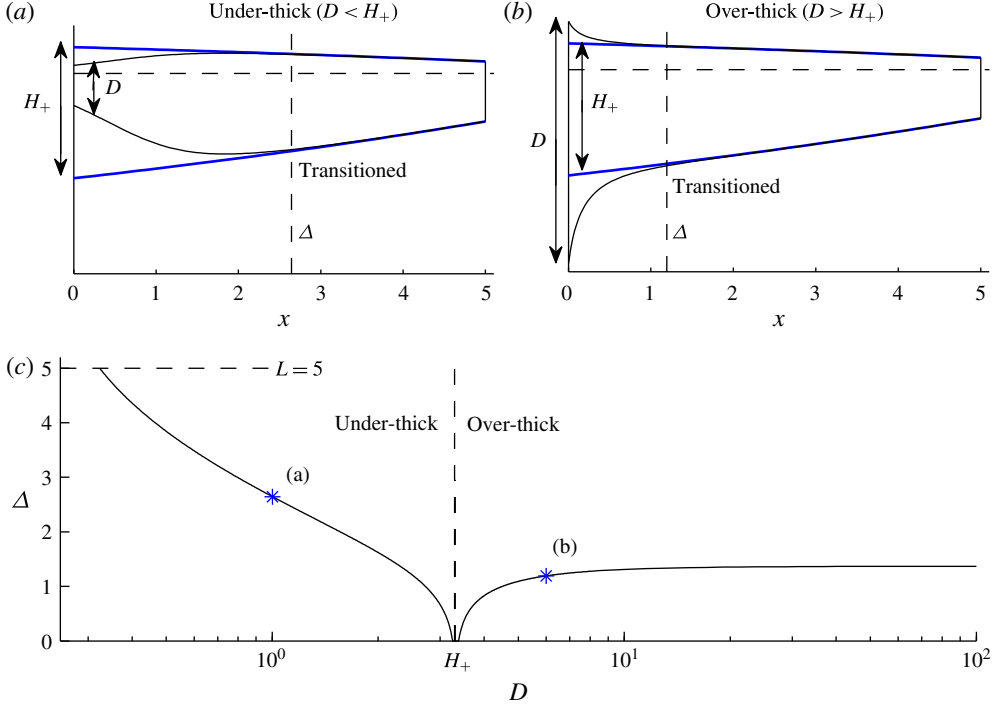 (a) Under-thick (D < H+)
H+
D
Transitioned
Δ
0 1 2 3 4 5
x
(b) Over-thick (D > H+)
D
H+
Transitioned
Δ
0 1 2 3 4 5
x
(c)
5
4
3
2
1
0
Δ
L = 5
Under-thick Over-thick
(a)
(b)
10⁰ H+ 10¹ 10²
D